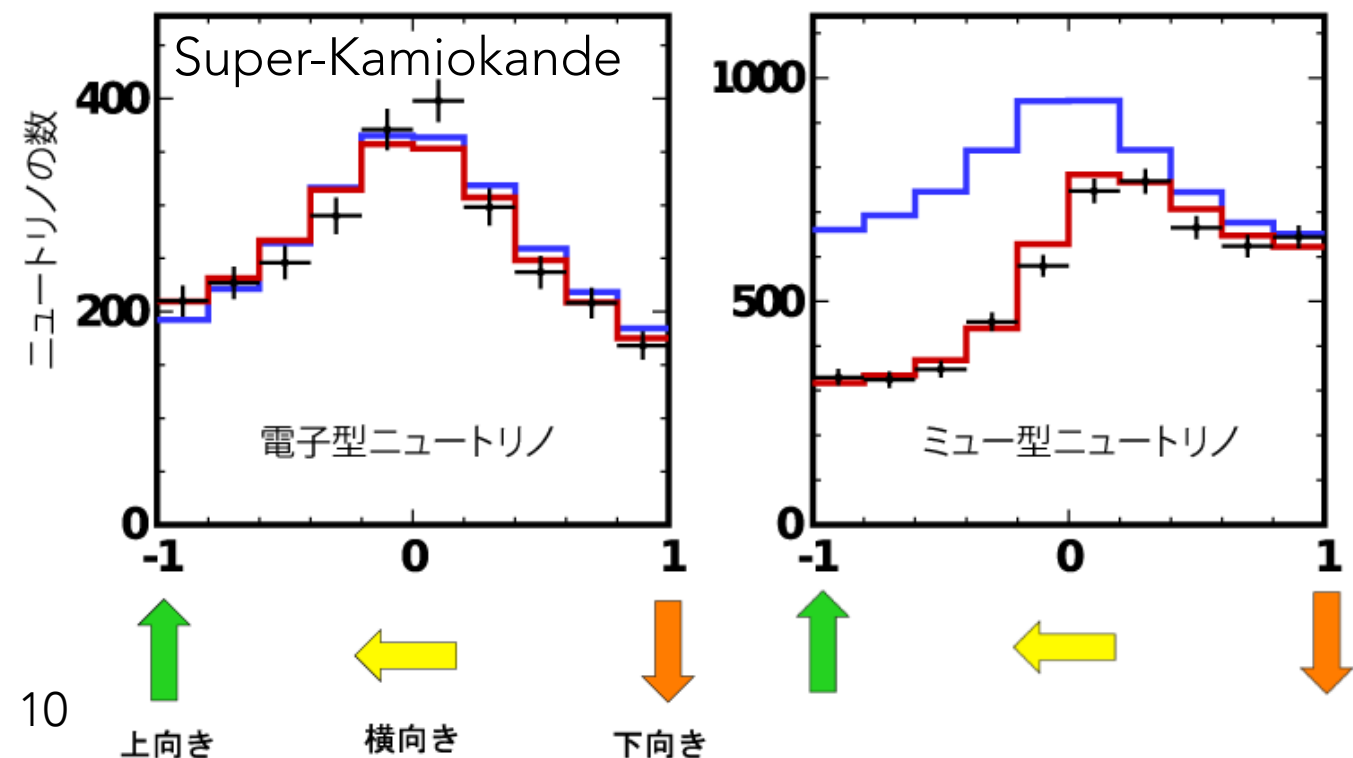 Super-Kamiokande
ニュートリノの数
400
200
0
-1 0 1
電子型ニュートリノ
1000
500
0
-1 0 1
ミュー型ニュートリノ
上向き 横向き 下向き
10